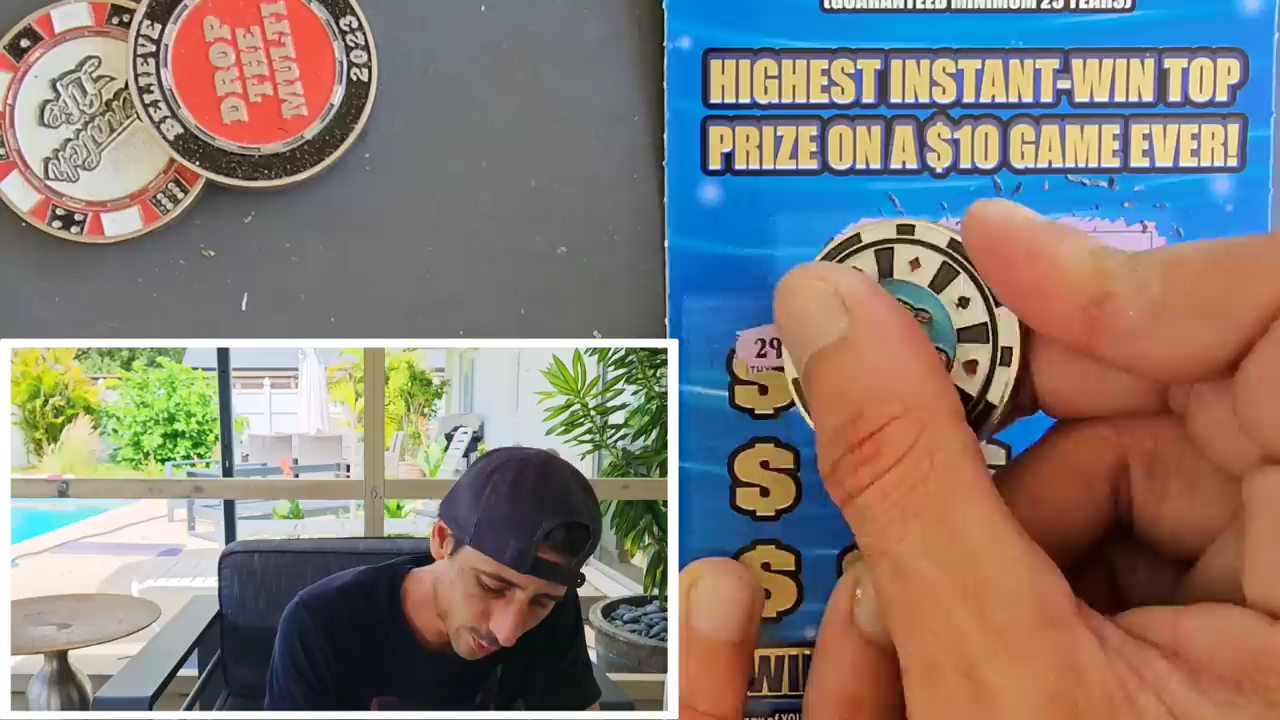 (GUARANTEED MINIMUM 25 YEARS)
HIGHEST INSTANT-WIN TOP
PRIZE ON A $10 GAME EVER!
BELIEVE
2023
DROP
THE
MULTI
29
$
$
$